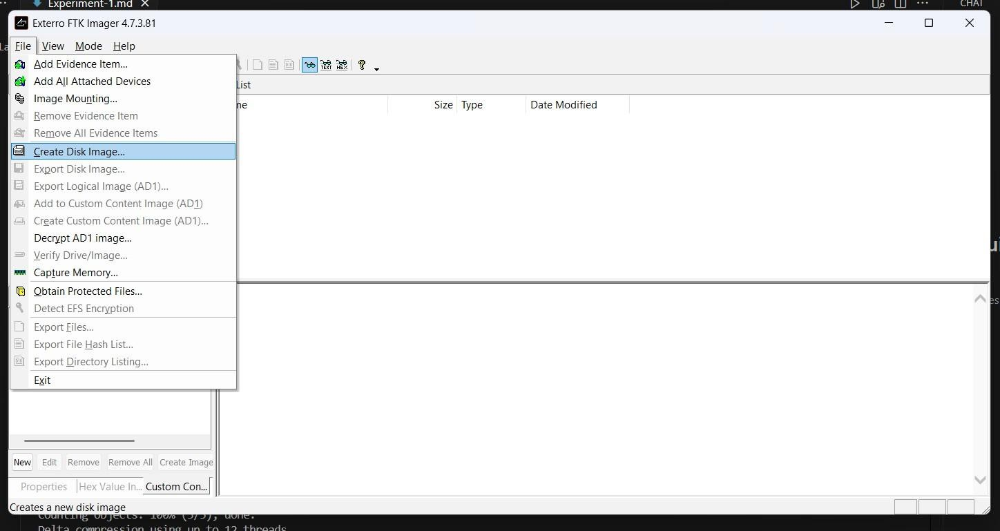 Experiment-1.md
CHAT
Exterro FTK Imager 4.7.3.81
File View Mode Help
Add Evidence Item...
Add All Attached Devices
Image Mounting...
Remove Evidence Item
Remove All Evidence Items
Create Disk Image...
Export Disk Image...
Export Logical Image (AD1)...
Add to Custom Content Image (AD1)
Create Custom Content Image (AD1)...
Decrypt AD1 image...
Verify Drive/Image...
Capture Memory...
Obtain Protected Files...
Detect EFS Encryption
Export Files...
Export File Hash List...
Export Directory Listing...
Exit
TEXT HEX
List
me Size Type Date Modified
New Edit Remove Remove All Create Image
Properties Hex Value In... Custom Con...
Creates a new disk image
Counting objects: 100% (5/5), done.
Delta compression using up to 12 threads